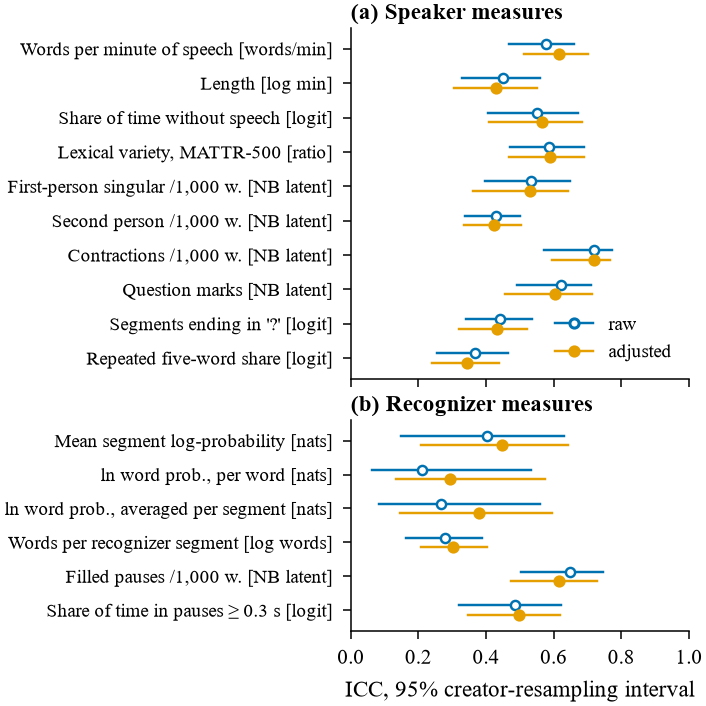 (a) Speaker measures
Words per minute of speech [words/min]
Length [log min]
Share of time without speech [logit]
Lexical variety, MATTR-500 [ratio]
First-person singular /1,000 w. [NB latent]
Second person /1,000 w. [NB latent]
Contractions /1,000 w. [NB latent]
Question marks [NB latent]
Segments ending in '?' [logit]
Repeated five-word share [logit]
raw
adjusted
(b) Recognizer measures
Mean segment log-probability [nats]
ln word prob., per word [nats]
ln word prob., averaged per segment [nats]
Words per recognizer segment [log words]
Filled pauses /1,000 w. [NB latent]
Share of time in pauses ≥ 0.3 s [logit]
0.0 0.2 0.4 0.6 0.8 1.0
ICC, 95% creator-resampling interval